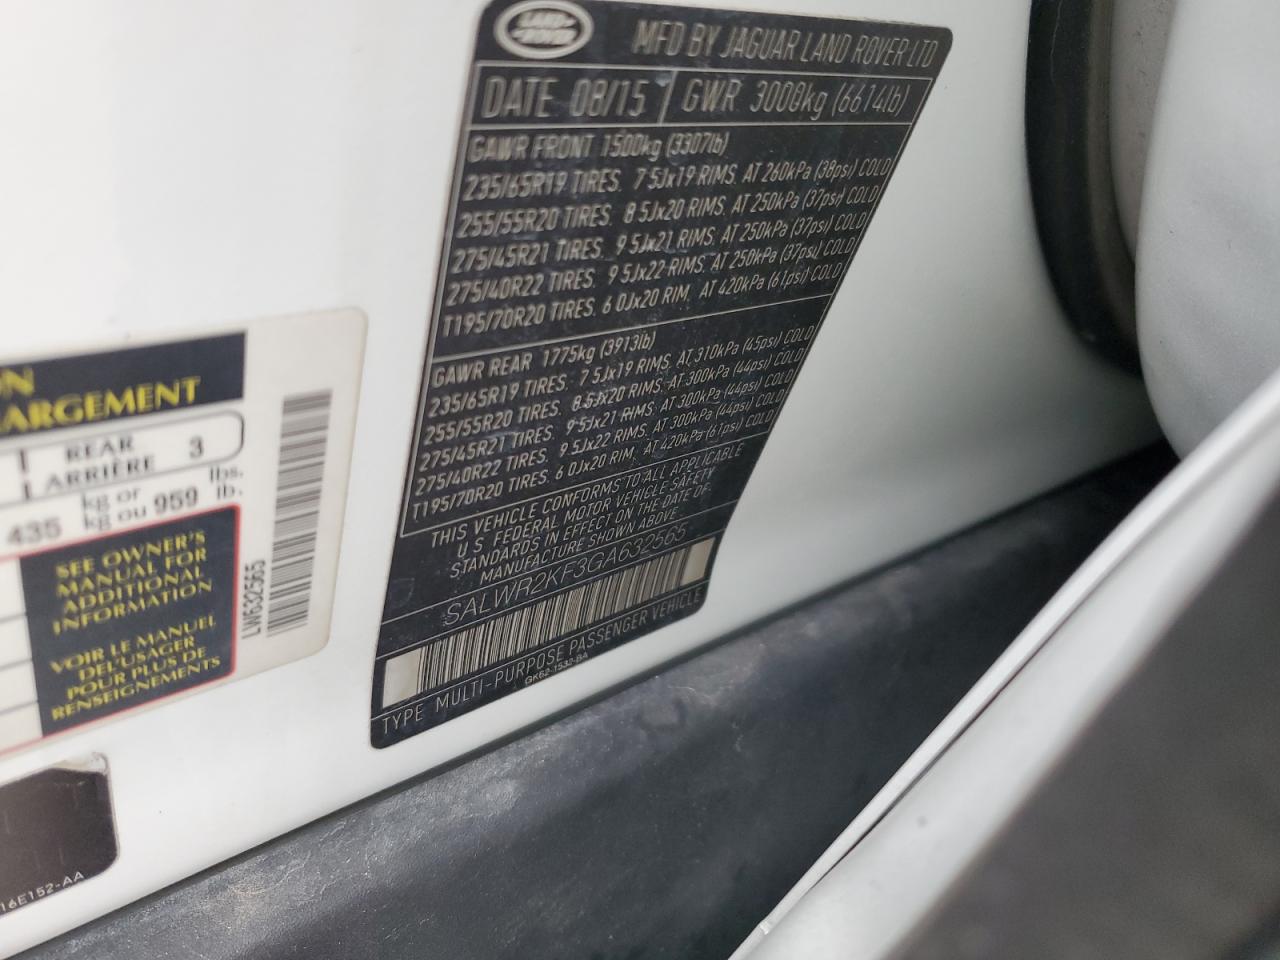 LAND ROVER
MFD BY JAGUAR LAND ROVER LTD
DATE 08/15 GWR 3000kg (6614lb)
GAWR FRONT 1500kg (3307lb)
235/65R19 TIRES. 7 5Jx19 RIMS. AT 260kPa (38psi) COLD
255/55R20 TIRES. 8 5Jx20 RIMS. AT 250kPa (37psi) COLD
275/45R21 TIRES. 9 5Jx21 RIMS. AT 250kPa (37psi) COLD
275/40R22 TIRES. 9 5Jx22 RIMS. AT 250kPa (37psi) COLD
T195/70R20 TIRES. 6 0Jx20 RIM. AT 420kPa (61psi) COLD
GAWR REAR 1775kg (3913lb)
235/65R19 TIRES. 7 5Jx19 RIMS. AT 310kPa (45psi) COLD
255/55R20 TIRES. 8 5Jx20 RIMS. AT 300kPa (44psi) COLD
275/45R21 TIRES. 9 5Jx21 RIMS. AT 300kPa (44psi) COLD
275/40R22 TIRES. 9 5Jx22 RIMS. AT 300kPa (44psi) COLD
T195/70R20 TIRES. 6 0Jx20 RIM. AT 420kPa (61psi) COLD
THIS VEHICLE CONFORMS TO ALL APPLICABLE
U S FEDERAL MOTOR VEHICLE SAFETY
STANDARDS IN EFFECT ON THE DATE OF
MANUFACTURE SHOWN ABOVE
SALWR2KF3GA632565
TYPE MULTI-PURPOSE PASSENGER VEHICLE
GK62-1532-BA
ON
ARGEMENT
REAR
ARRIÈRE 3
435 kg or 959 lbs.
kg ou lb.
SEE OWNER'S
MANUAL FOR
ADDITIONAL
INFORMATION
VOIR LE MANUEL
DE L'USAGER
POUR PLUS DE
RENSEIGNEMENTS
LW632565
16E152-AA